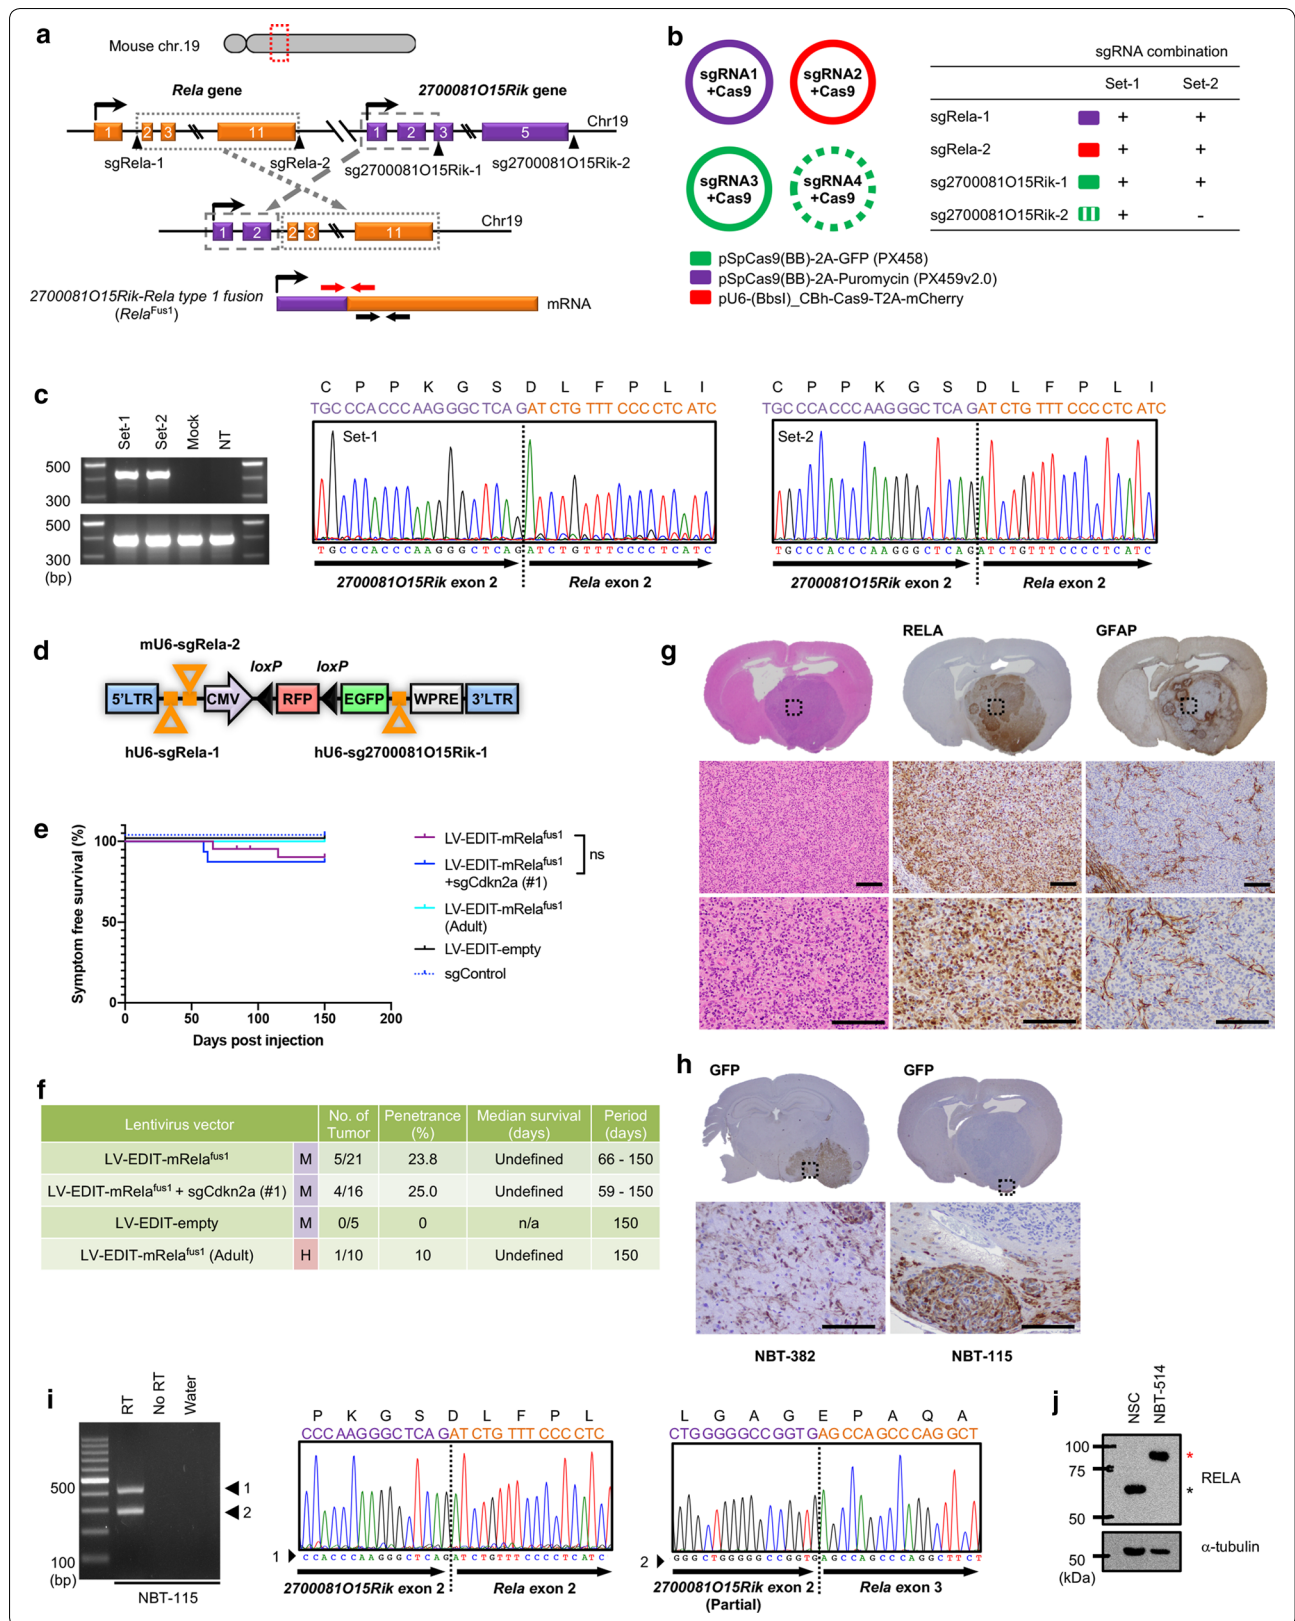 a
Mouse chr.19
Rela gene
2700081O15Rik gene
1 2 3 11 1 2 3 5
Chr19
sgRela-1
sgRela-2
sg2700081O15Rik-1
sg2700081O15Rik-2
1 2 2 3 11
Chr19
2700081O15Rik-Rela type 1 fusion
(RelaFus1)
mRNA
b
sgRNA1
+Cas9
sgRNA2
+Cas9
sgRNA3
+Cas9
sgRNA4
+Cas9
pSpCas9(BB)-2A-GFP (PX458)
pSpCas9(BB)-2A-Puromycin (PX459v2.0)
pU6-(BbsI)_CBh-Cas9-T2A-mCherry
sgRNA combination
Set-1 Set-2
sgRela-1 + +
sgRela-2 + +
sg2700081O15Rik-1 + +
sg2700081O15Rik-2 + -
c
Set-1
Set-2
Mock
NT
500
300
500
300
(bp)
C P P K G S D L F P L I
TGC CCA CCC AAG GGC TCA GAT CTG TTT CCC CTC ATC
Set-1
TGCCCACCCAAGGGCTCAGATCTGTTTCCCCTCATC
2700081O15Rik exon 2
Rela exon 2
C P P K G S D L F P L I
TGC CCA CCC AAG GGC TCA GAT CTG TTT CCC CTC ATC
Set-2
TGCCCACCCAAGGGCTCAGATCTGTTTCCCCTCATC
2700081O15Rik exon 2
Rela exon 2
d
mU6-sgRela-2
loxP
loxP
5'LTR
CMV
RFP
EGFP
WPRE
3'LTR
hU6-sgRela-1
hU6-sg2700081O15Rik-1
e
Symptom free survival (%)
100
50
0
0 50 100 150 200
Days post injection
LV-EDIT-mRelafus1
LV-EDIT-mRelafus1
+sgCdkn2a (#1)
ns
LV-EDIT-mRelafus1
(Adult)
LV-EDIT-empty
sgControl
f
Lentivirus vector
No. of
Tumor
Penetrance
(%)
Median survival
(days)
Period
(days)
LV-EDIT-mRelafus1 M 5/21 23.8 Undefined 66 - 150
LV-EDIT-mRelafus1 + sgCdkn2a (#1) M 4/16 25.0 Undefined 59 - 150
LV-EDIT-empty M 0/5 0 n/a 150
LV-EDIT-mRelafus1 (Adult) H 1/10 10 Undefined 150
g
RELA
GFAP
h
GFP
GFP
NBT-382
NBT-115
i
RT
No RT
Water
500
100
(bp)
1
2
NBT-115
P K G S D L F P L
CCC AAG GGC TCA GAT CTG TTT CCC CTC
1
CCACCCAAGGGCTCAGATCTGTTTCCCCTCATC
2700081O15Rik exon 2
Rela exon 2
L G A G E P A Q A
CTG GGG GCC GGT GAG CCA GCC CAG GCT
2
GGGCTGGGGGCCGGTGAGCCAGCCCAGGCTTCT
2700081O15Rik exon 2
(Partial)
Rela exon 3
j
NSC
NBT-514
100
75
50
*
*
RELA
50
α-tubulin
(kDa)